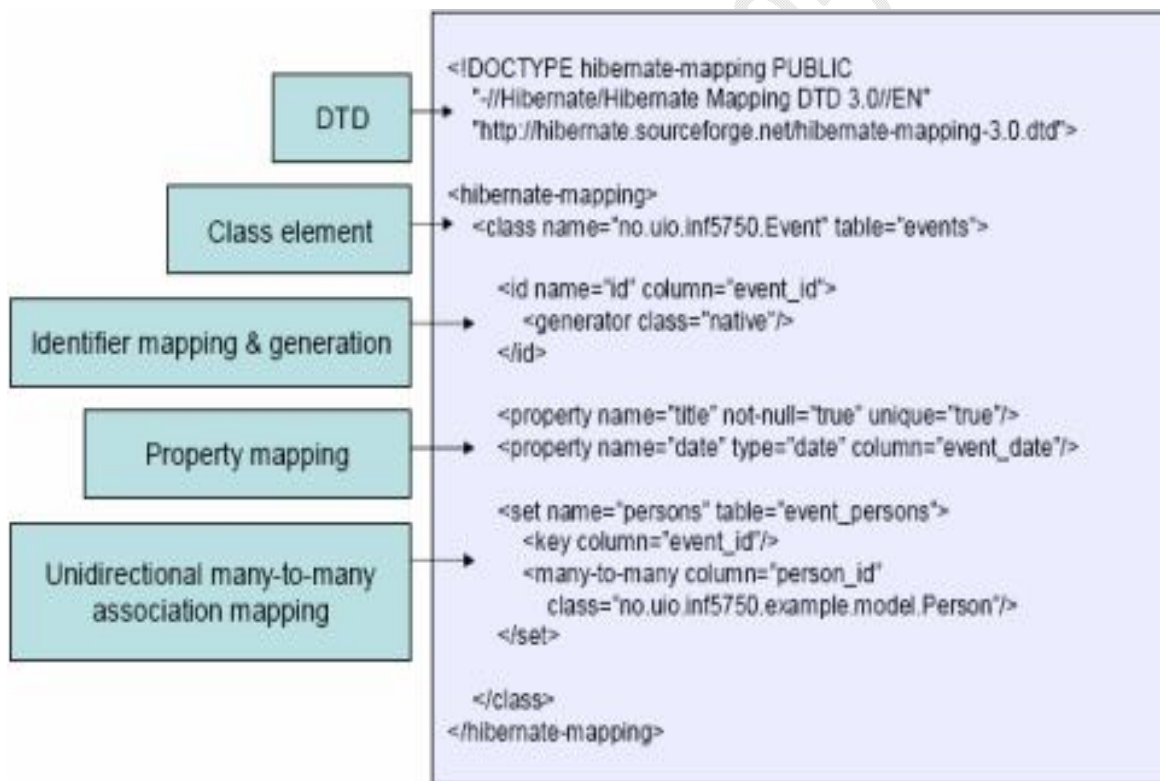 DTD
Class element
Identifier mapping & generation
Property mapping
Unidirectional many-to-many
association mapping
<!DOCTYPE hibernate-mapping PUBLIC
"-//Hibernate/Hibernate Mapping DTD 3.0//EN"
"http://hibernate.sourceforge.net/hibernate-mapping-3.0.dtd">
<hibernate-mapping>
<class name="no.uio.inf5750.Event" table="events">
<id name="id" column="event_id">
<generator class="native"/>
</id>
<property name="title" not-null="true" unique="true"/>
<property name="date" type="date" column="event_date"/>
<set name="persons" table="event_persons">
<key column="event_id"/>
<many-to-many column="person_id"
class="no.uio.inf5750.example.model.Person"/>
</set>
</class>
</hibernate-mapping>